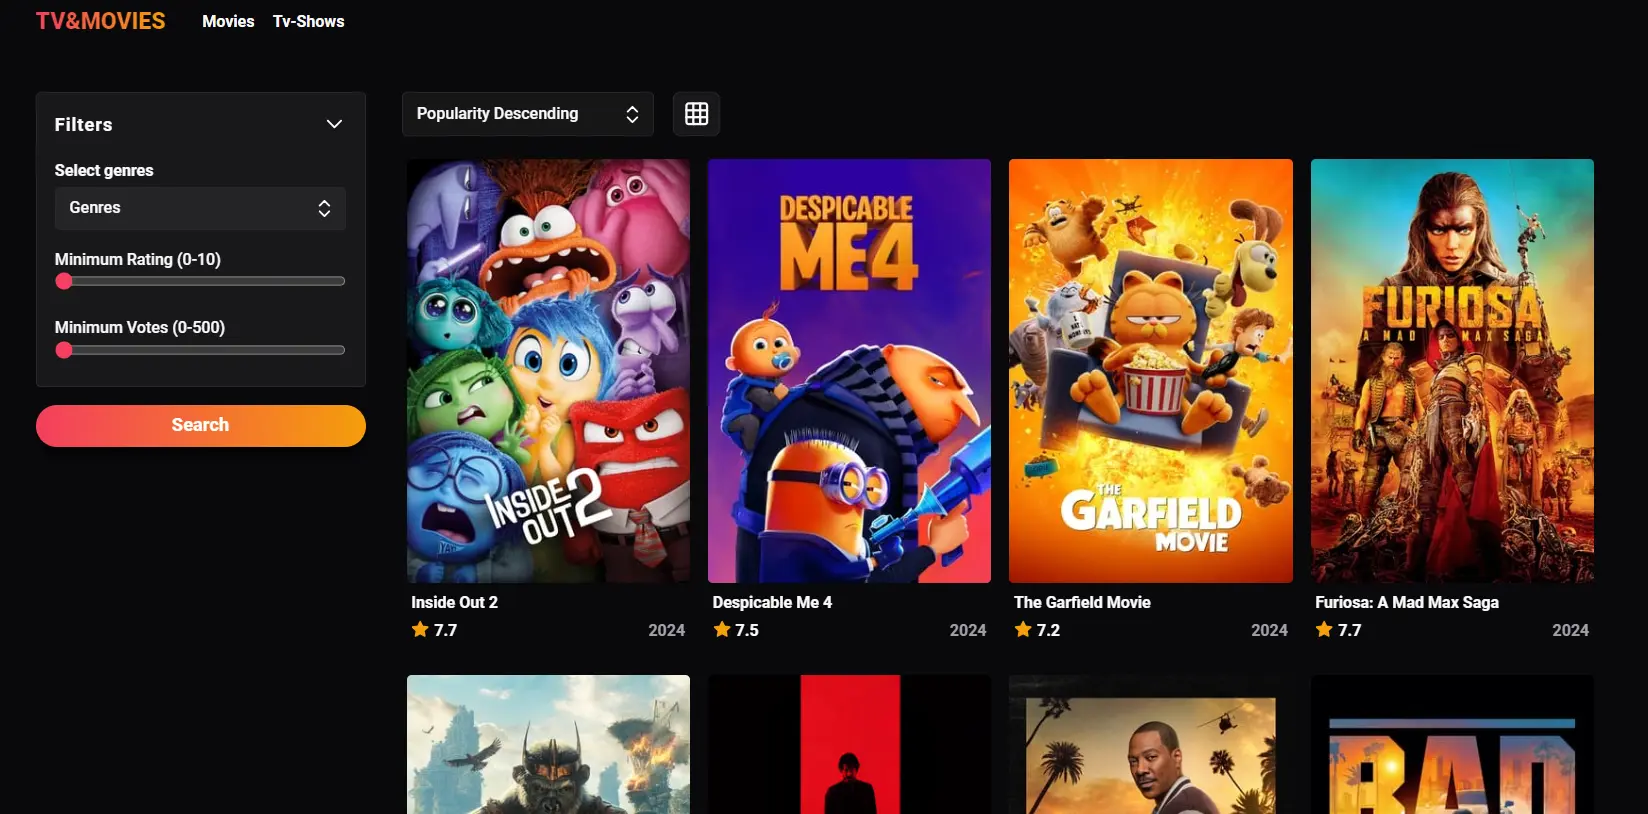 TV&MOVIES
Movies
Tv-Shows
Filters
Select genres
Genres
Minimum Rating (0-10)
Minimum Votes (0-500)
Search
Popularity Descending
INSIDE
OUT 2
DESPICABLE
ME 4
THE
GARFIELD
MOVIE
FURIOSA
A MAD MAX SAGA
Inside Out 2
7.7
2024
Despicable Me 4
7.5
2024
The Garfield Movie
7.2
2024
Furiosa: A Mad Max Saga
7.7
2024
BAD